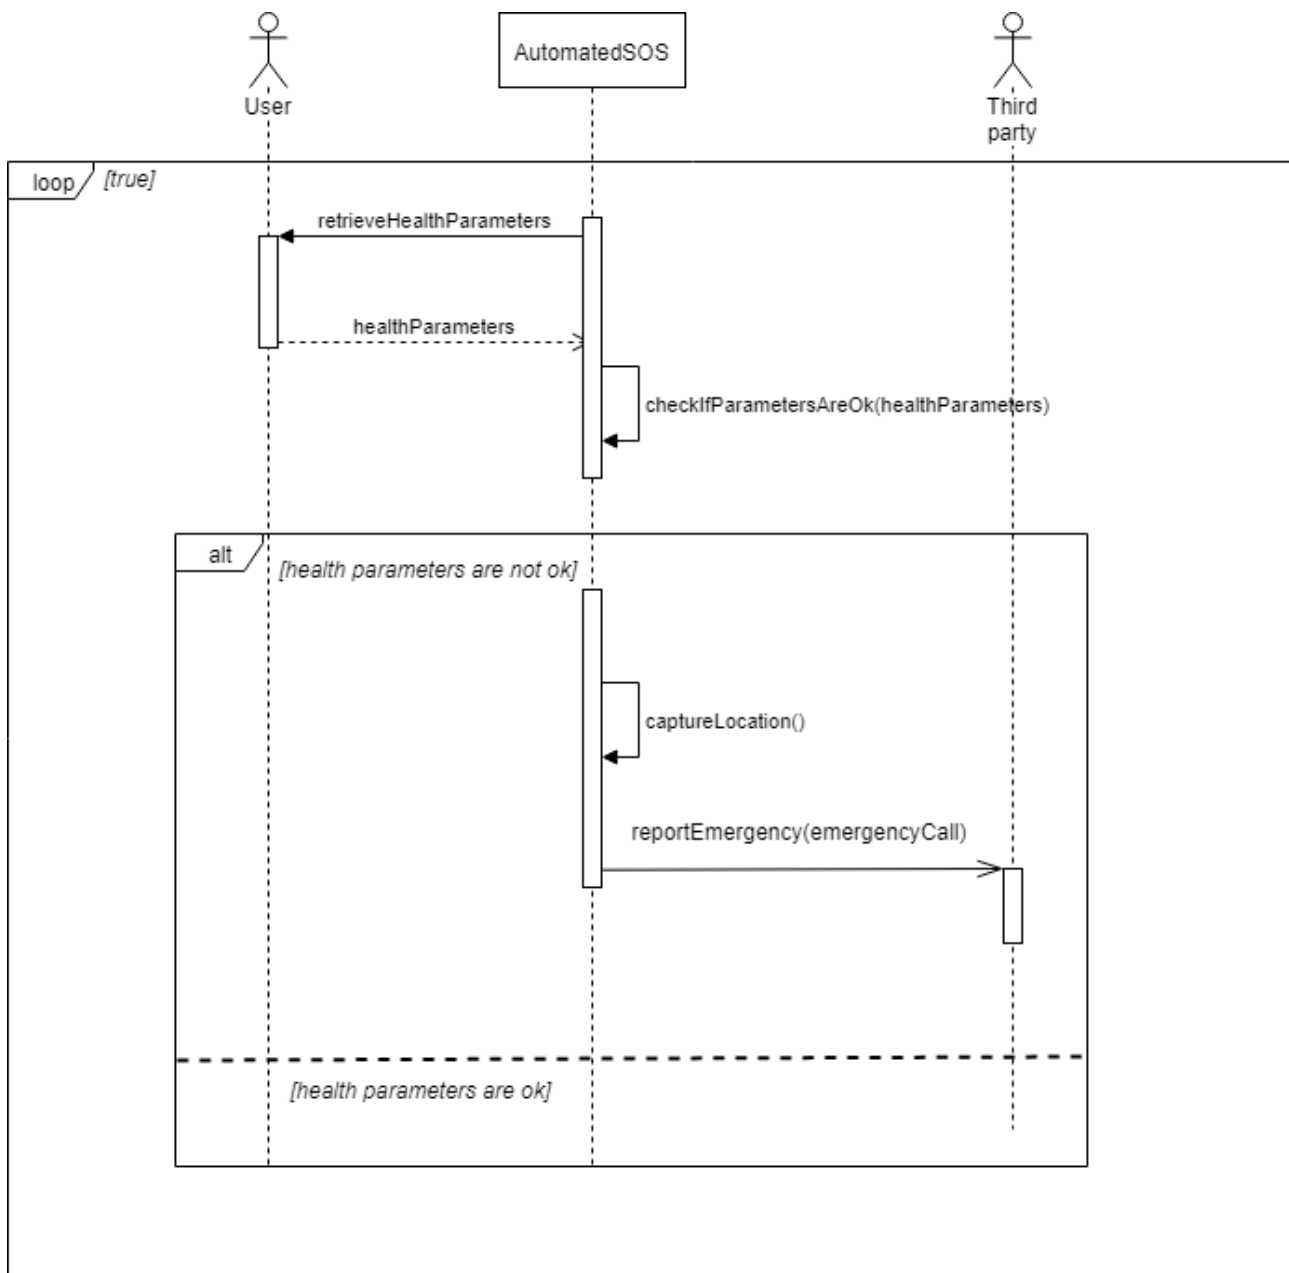 User
AutomatedSOS
Third
party
loop
[true]
retrieveHealthParameters
healthParameters
checkIfParametersAreOk(healthParameters)
alt
[health parameters are not ok]
captureLocation()
reportEmergency(emergencyCall)
[health parameters are ok]